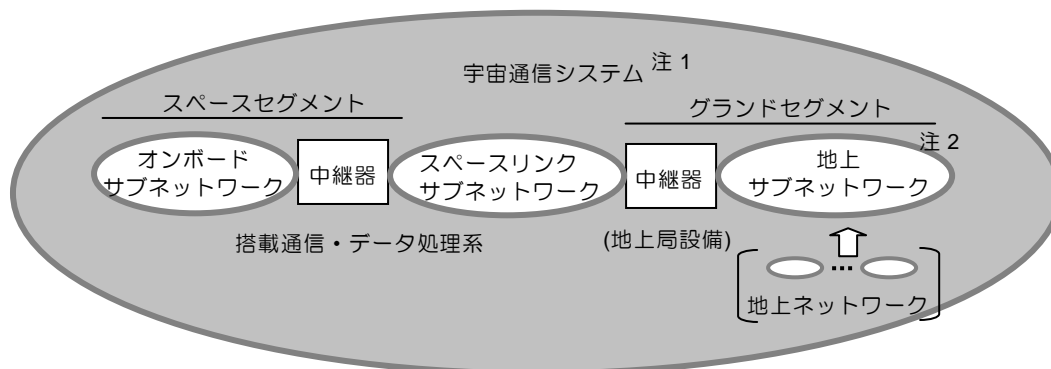 宇宙通信システム 注 1
スペースセグメント
グランドセグメント
注 2
オンボード
サブネットワーク
中継器
スペースリンク
サブネットワーク
中継器
地上
サブネットワーク
搭載通信・データ処理系
(地上局設備)
…
地上ネットワーク